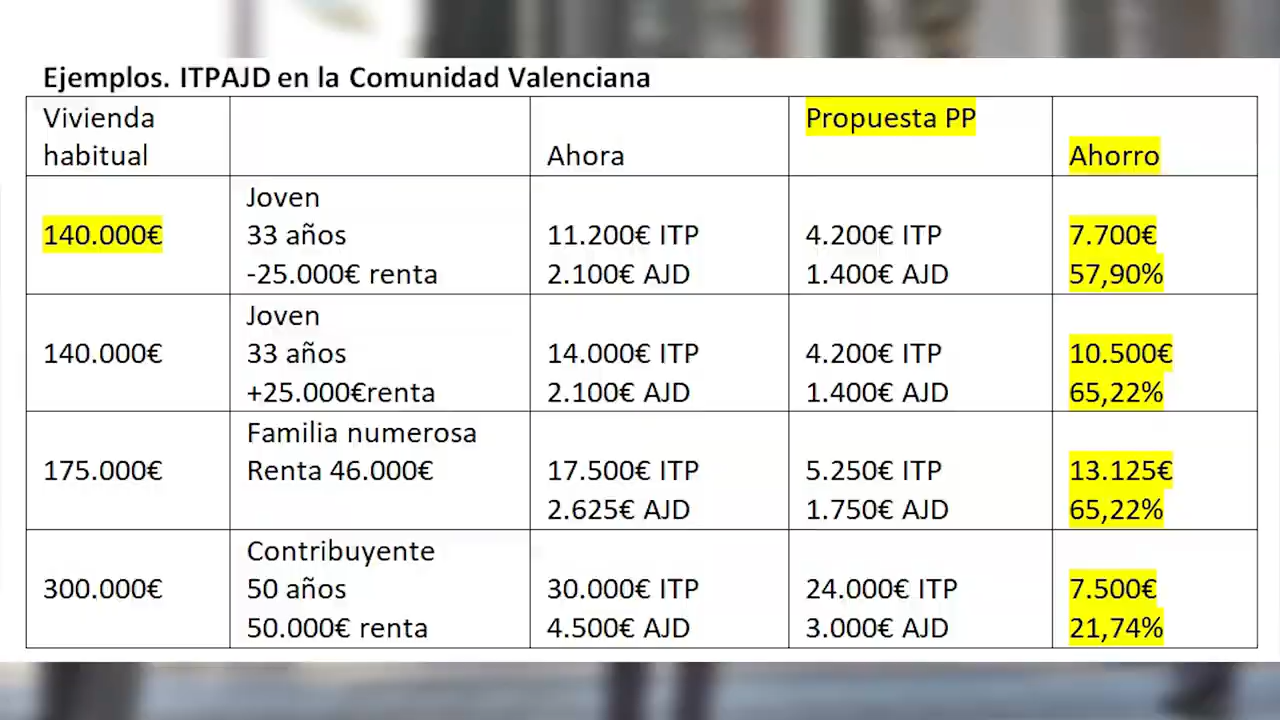 Ejemplos. ITPAJD en la Comunidad Valenciana
Vivienda habitual
Ahora
Propuesta PP
Ahorro
140.000€
Joven
33 años
-25.000€ renta
11.200€ ITP
2.100€ AJD
4.200€ ITP
1.400€ AJD
7.700€
57,90%
140.000€
Joven
33 años
+25.000€renta
14.000€ ITP
2.100€ AJD
4.200€ ITP
1.400€ AJD
10.500€
65,22%
175.000€
Familia numerosa
Renta 46.000€
17.500€ ITP
2.625€ AJD
5.250€ ITP
1.750€ AJD
13.125€
65,22%
300.000€
Contribuyente
50 años
50.000€ renta
30.000€ ITP
4.500€ AJD
24.000€ ITP
3.000€ AJD
7.500€
21,74%